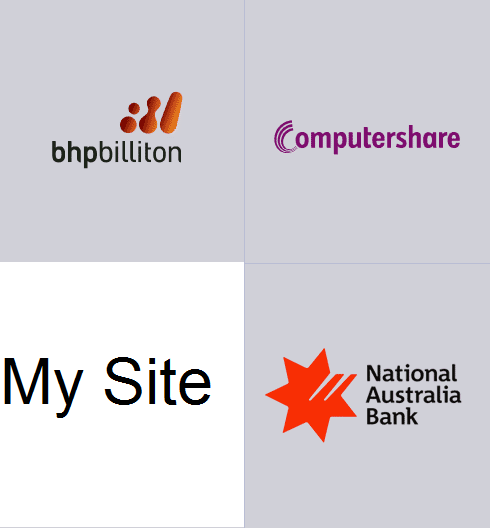 bhpbilliton
Computershare
My Site
National
Australia
Bank